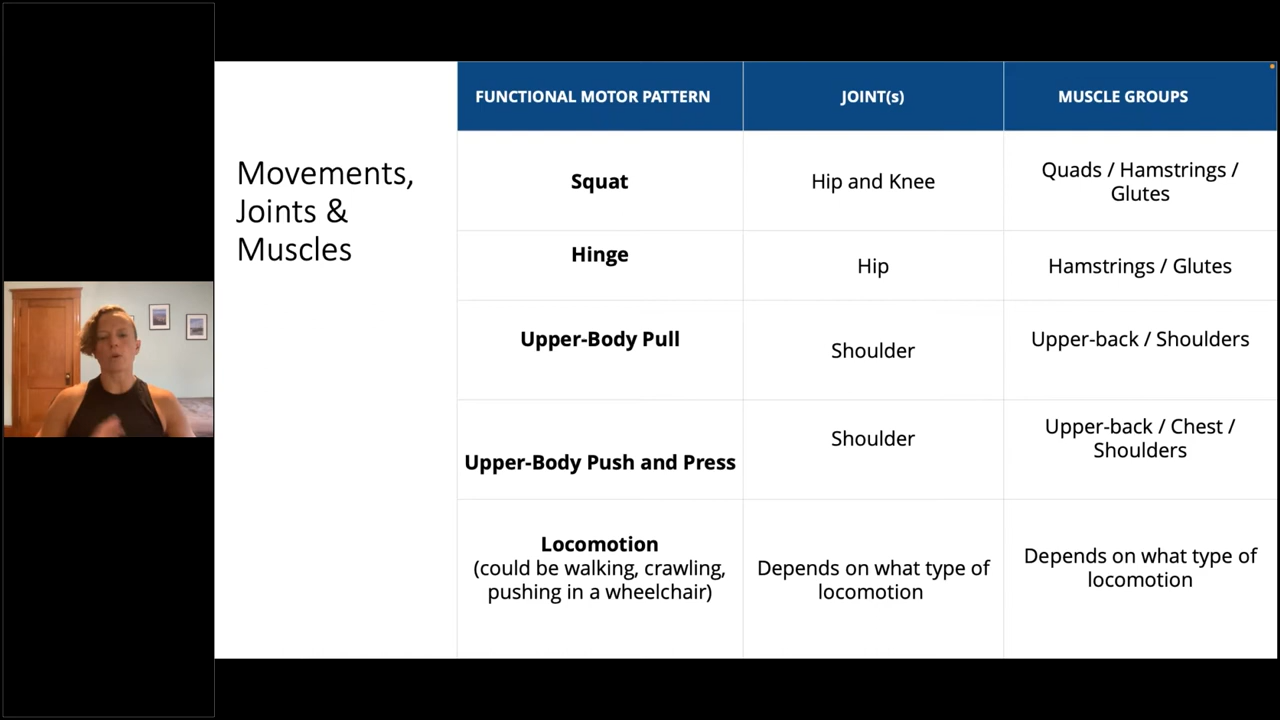 Movements,
Joints &
Muscles
FUNCTIONAL MOTOR PATTERN
JOINT(s)
MUSCLE GROUPS
Squat
Hip and Knee
Quads / Hamstrings /
Glutes
Hinge
Hip
Hamstrings / Glutes
Upper-Body Pull
Shoulder
Upper-back / Shoulders
Upper-Body Push and Press
Shoulder
Upper-back / Chest /
Shoulders
Locomotion
(could be walking, crawling,
pushing in a wheelchair)
Depends on what type of
locomotion
Depends on what type of
locomotion